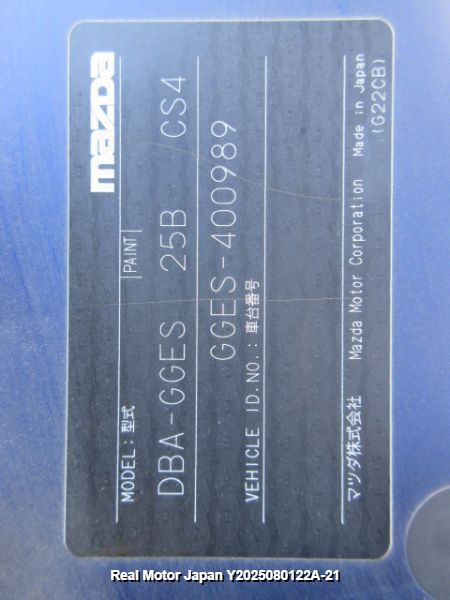 mazda
MODEL:型式 PAINT
DBA-GGES 25B CS4
GGES-400989
VEHICLE ID.NO.:車台番号
マツダ株式会社 Mazda Motor Corporation Made in Japan
(G22CB)
Real Motor Japan Y2025080122A-21